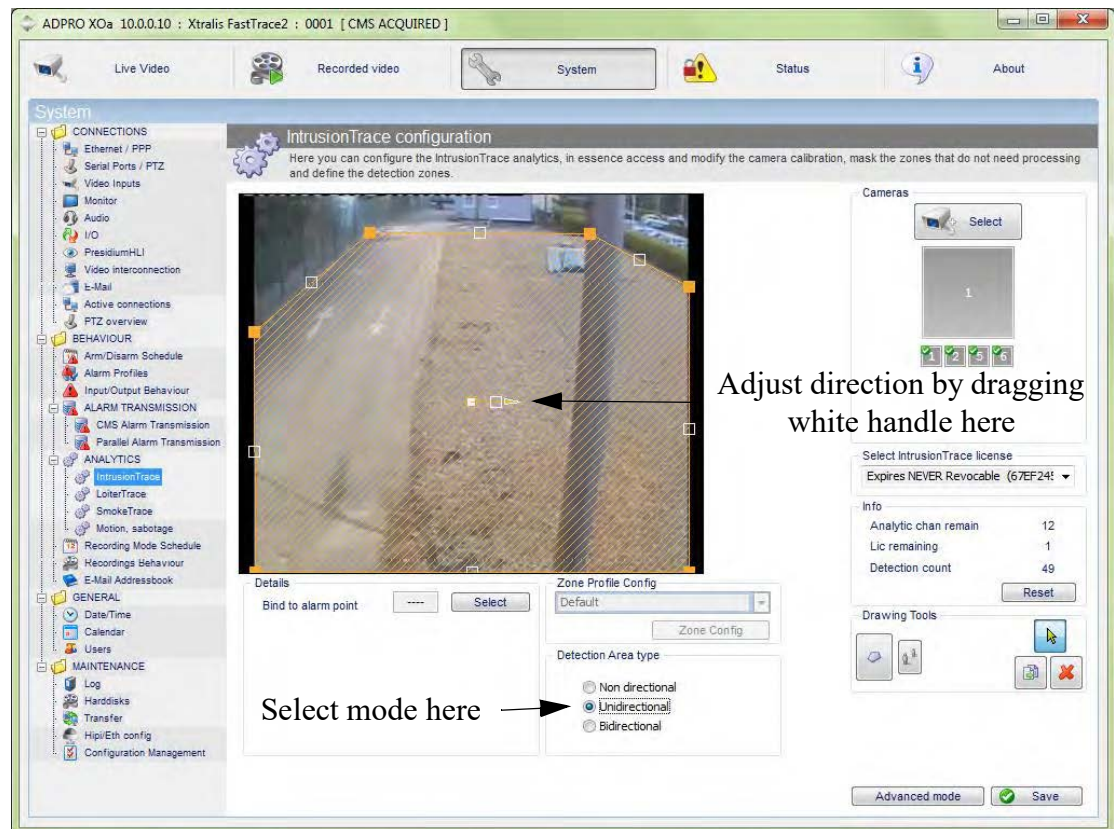 ADPRO XOa 10.0.0.10 : Xtralis FastTrace2 : 0001 [ CMS ACQUIRED ]
Live Video
Recorded video
System
Status
About
System
CONNECTIONS
Ethernet / PPP
Serial Ports / PTZ
Video Inputs
Monitor
Audio
I/O
PresidiumHLI
Video interconnection
E-Mail
Active connections
PTZ overview
BEHAVIOUR
Arm/Disarm Schedule
Alarm Profiles
Input/Output Behaviour
ALARM TRANSMISSION
CMS Alarm Transmission
Parallel Alarm Transmission
ANALYTICS
IntrusionTrace
LoiterTrace
SmokeTrace
Motion, sabotage
Recording Mode Schedule
Recordings Behaviour
E-Mail Addressbook
GENERAL
Date/Time
Calendar
Users
MAINTENANCE
Log
Harddisks
Transfer
Hipi/Eth config
Configuration Management
IntrusionTrace configuration
Here you can configure the IntrusionTrace analytics, in essence access and modify the camera calibration, mask the zones that do not need processing
and define the detection zones.
Cameras
Select
1
1 2 5 6
Adjust direction by dragging
white handle here
Select IntrusionTrace license
Expires NEVER Revocable (67EF24
Info
Analytic chan remain 12
Lic remaining 1
Detection count 49
Reset
Drawing Tools
Details
Bind to alarm point ---- Select
Zone Profile Config
Default
Zone Config
Detection Area type
Non directional
Unidirectional
Bidirectional
Select mode here
Advanced mode
Save